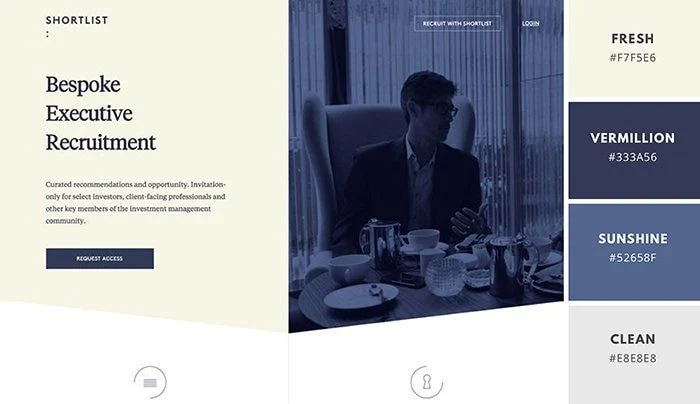 SHORTLIST
:
RECRUIT WITH SHORTLIST
LOGIN
Bespoke
Executive
Recruitment
Curated recommendations and opportunity. Invitation-
only for select investors, client-facing professionals and
other key members of the investment management
community.
REQUEST ACCESS
FRESH
#F7F5E6
VERMILLION
#333A56
SUNSHINE
#52658F
CLEAN
#E8E8E8